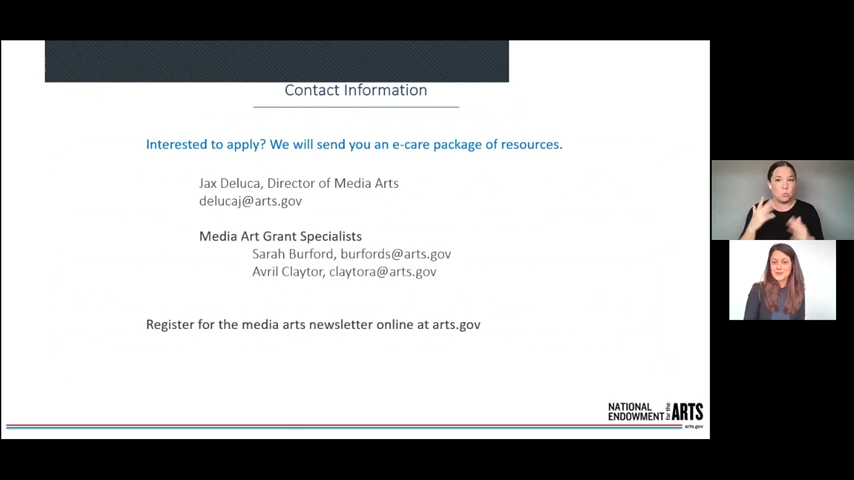 Contact Information
Interested to apply? We will send you an e-care package of resources.
Jax Deluca, Director of Media Arts
delucaj@arts.gov
Media Art Grant Specialists
Sarah Burford, burfords@arts.gov
Avril Claytor, claytora@arts.gov
Register for the media arts newsletter online at arts.gov
NATIONAL
ENDOWMENT for the ARTS
arts.gov